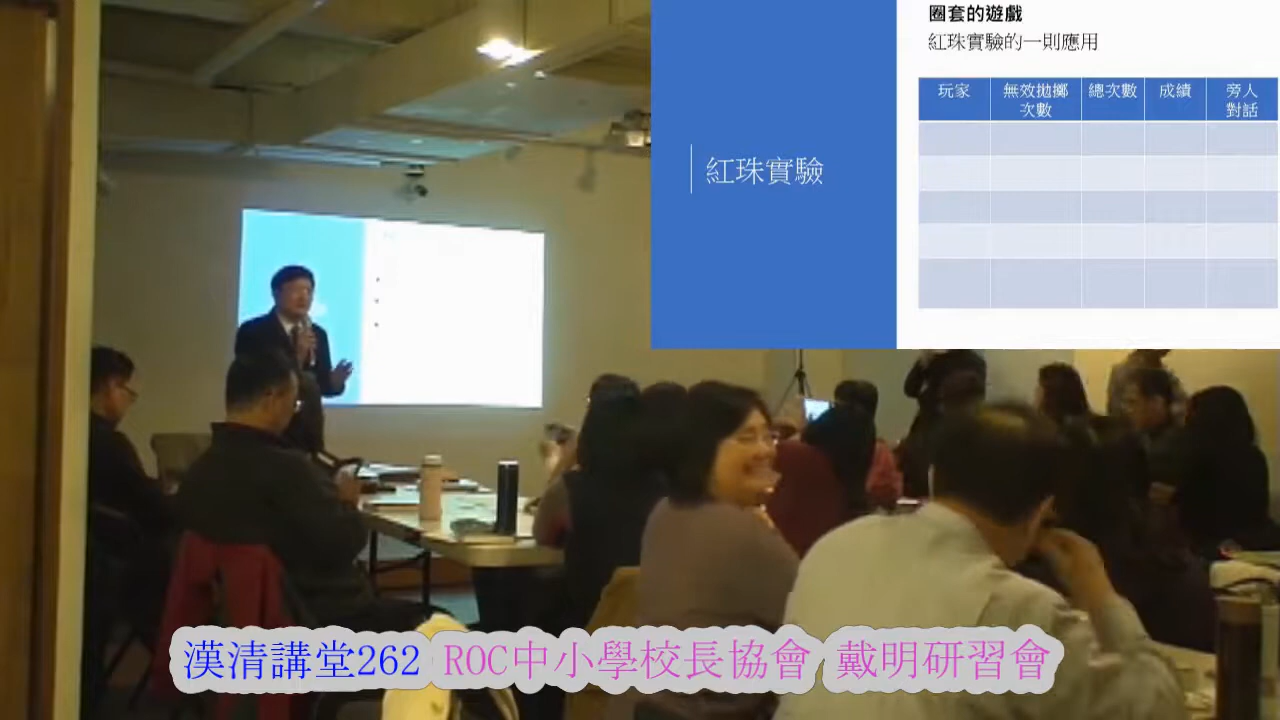 圈套的遊戲
紅珠實驗的一則應用
紅珠實驗
玩家 無效拋擲次數 總次數 成績 旁人對話
漢清講堂262 ROC中小學校長協會 戴明研習會